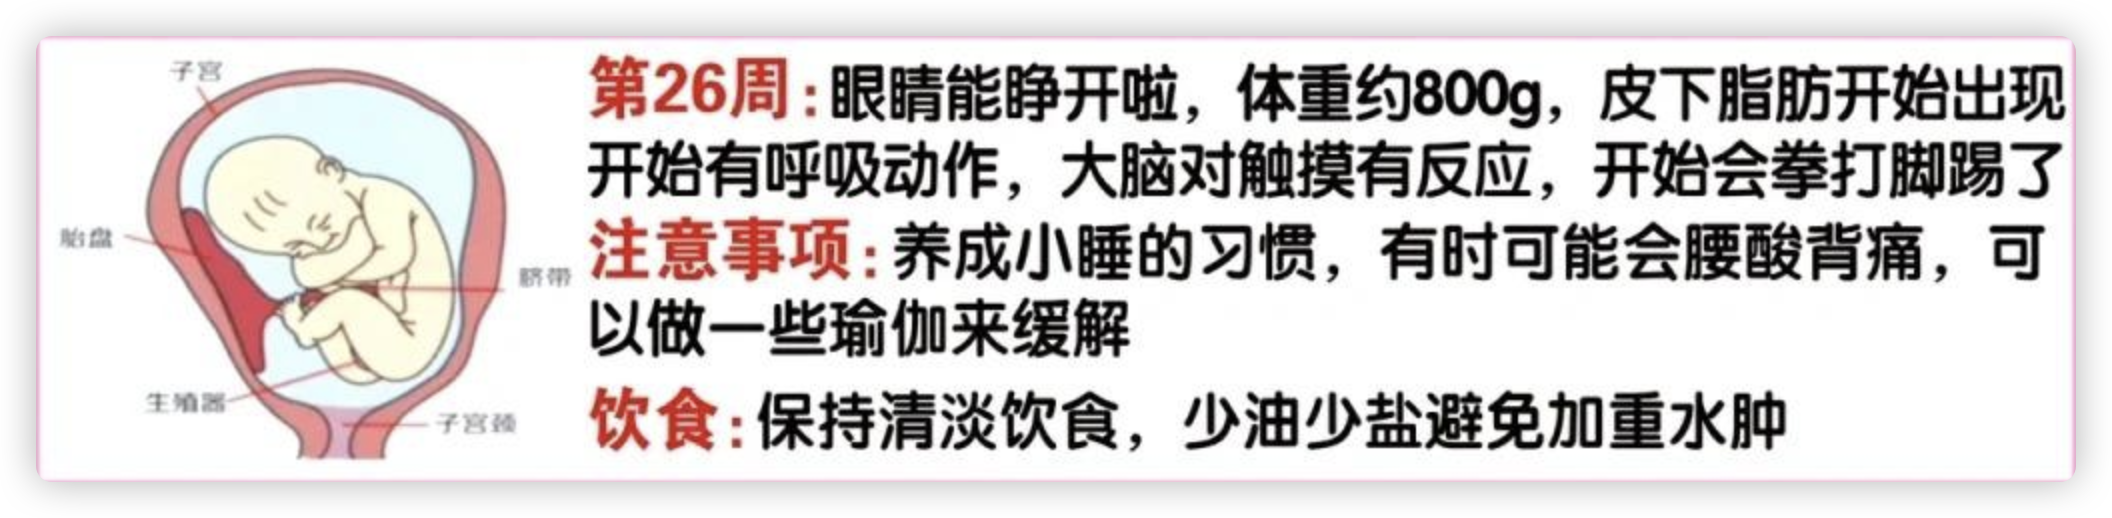 子宫
胎盘
脐带
生殖器
子宫颈
第26周:眼睛能睁开啦，体重约800g，皮下脂肪开始出现
开始有呼吸动作，大脑对触摸有反应，开始会拳打脚踢了
注意事项:养成小睡的习惯，有时可能会腰酸背痛，可
以做一些瑜伽来缓解
饮食:保持清淡饮食，少油少盐避免加重水肿